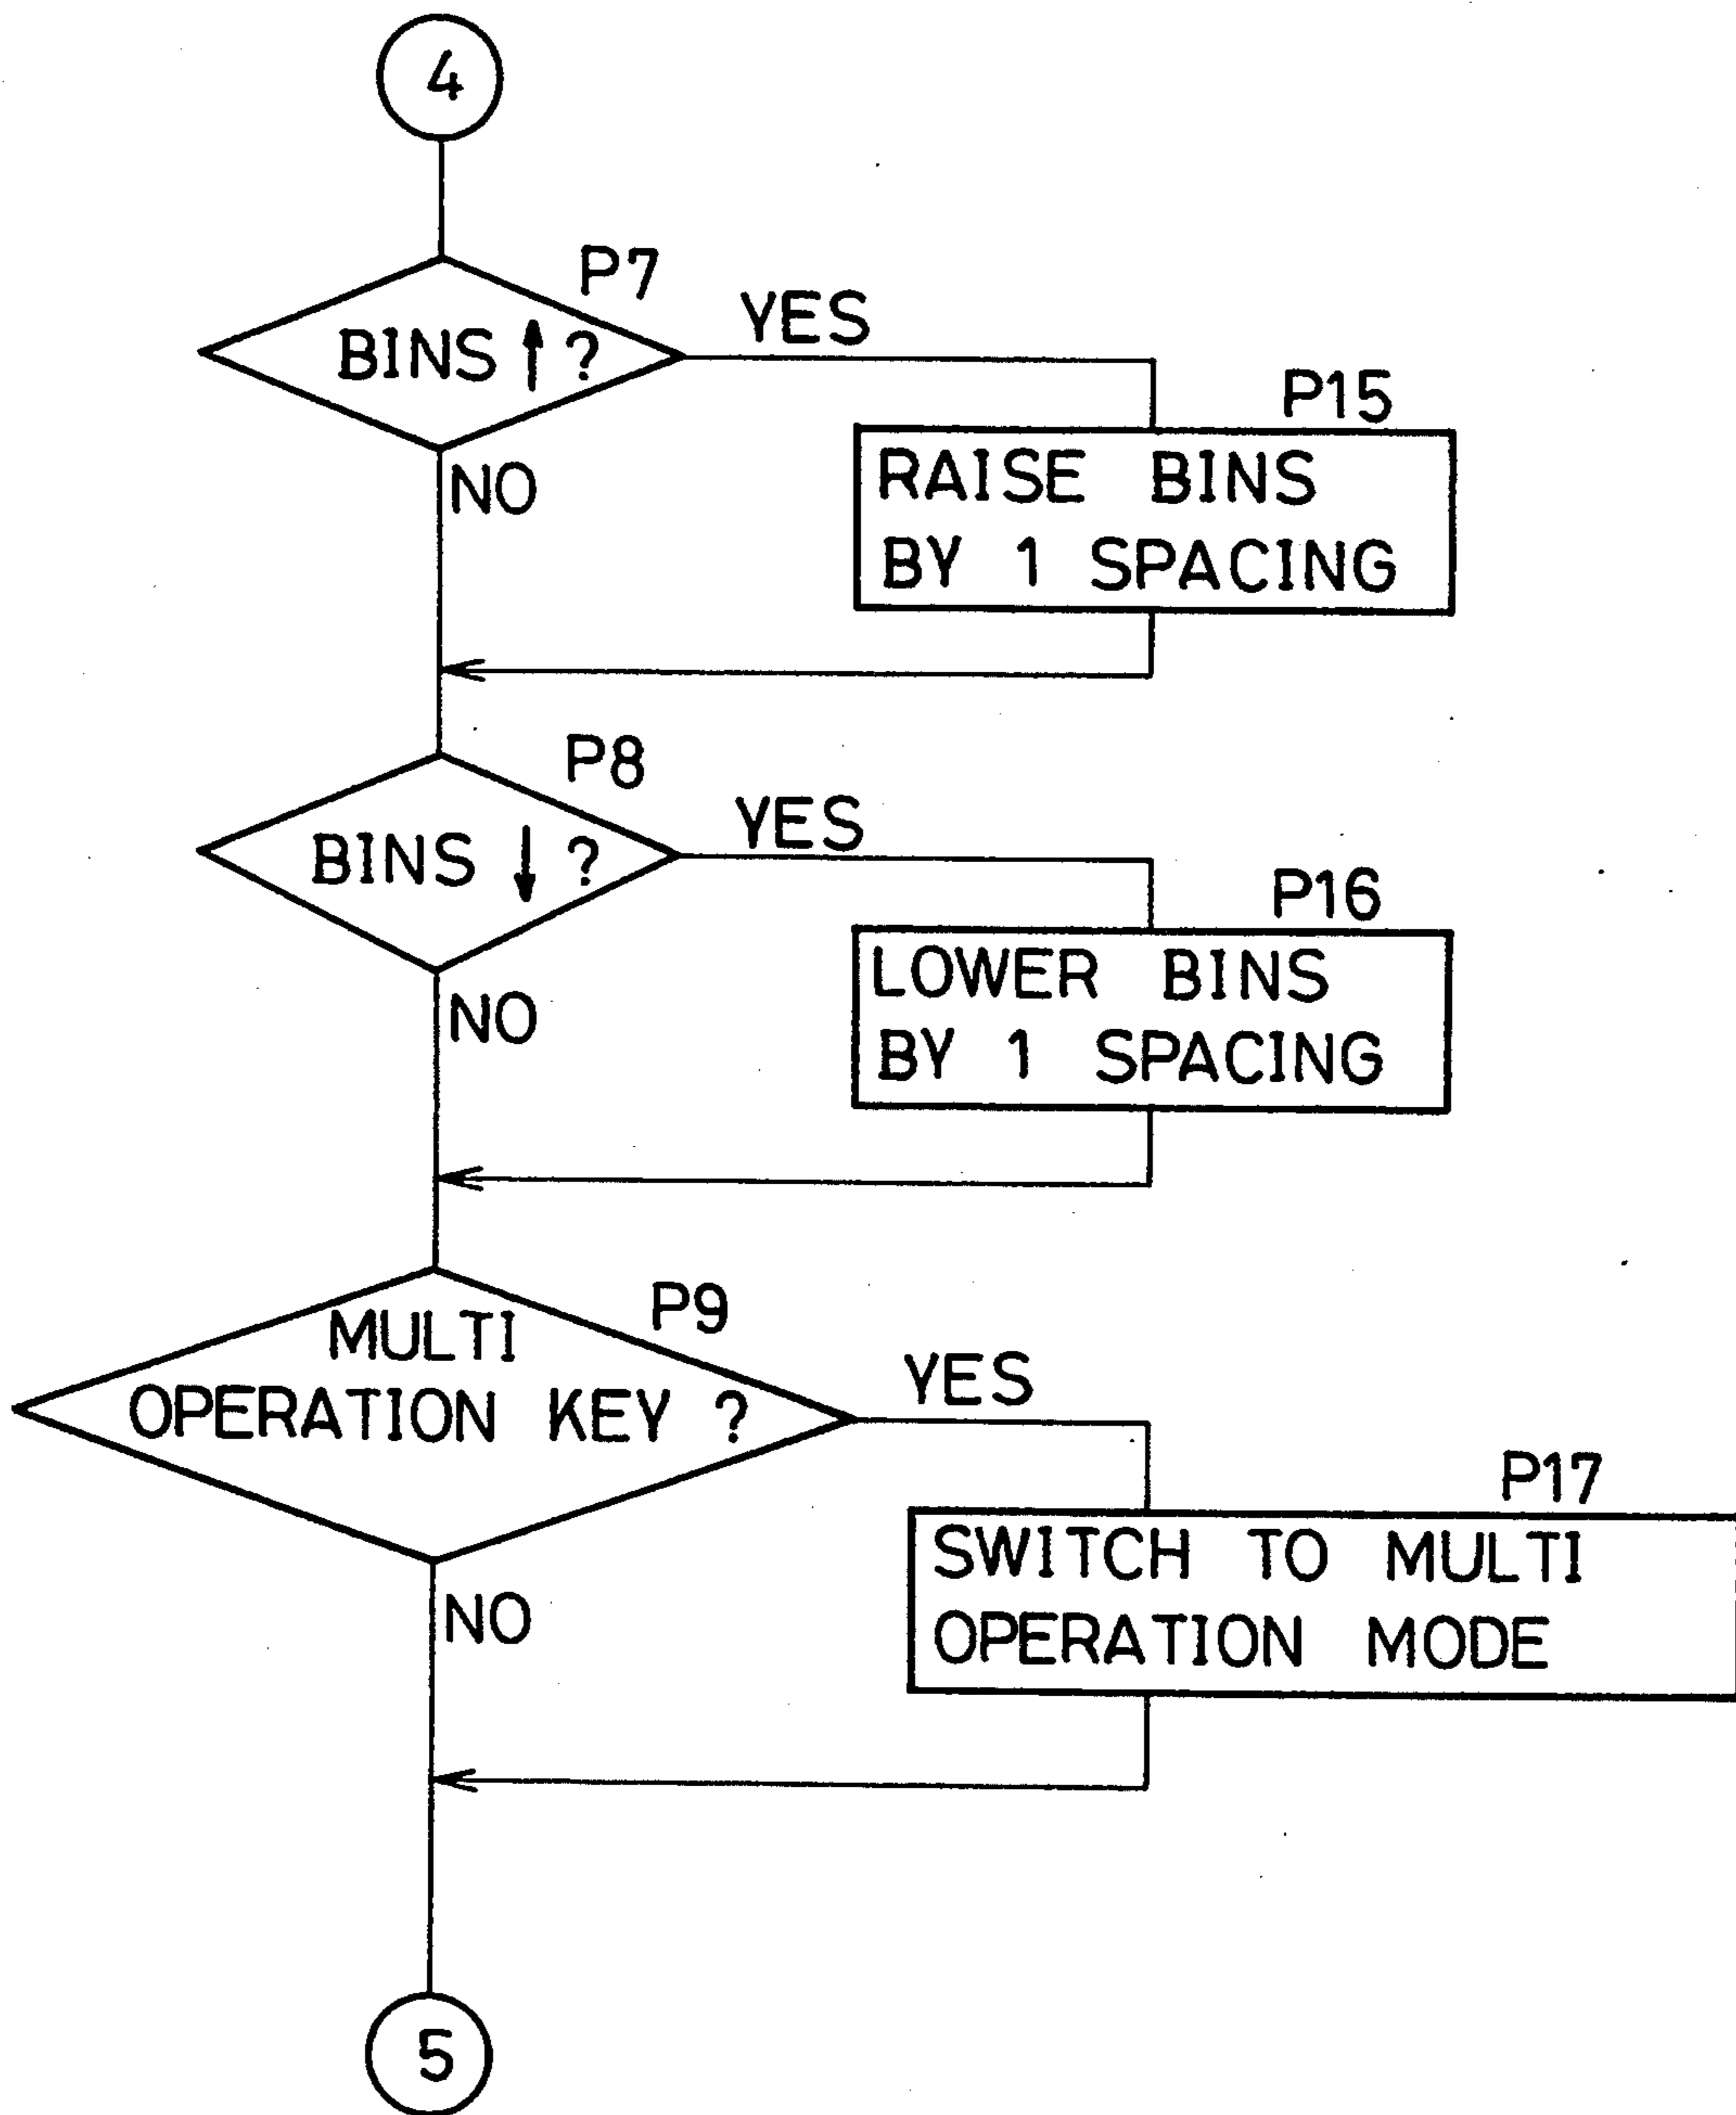 4
P7
BINS ↑ ?
YES
NO
P15
RAISE BINS
BY 1 SPACING
P8
BINS ↓ ?
YES
NO
P16
LOWER BINS
BY 1 SPACING
P9
MULTI
OPERATION KEY ?
YES
NO
P17
SWITCH TO MULTI
OPERATION MODE
5